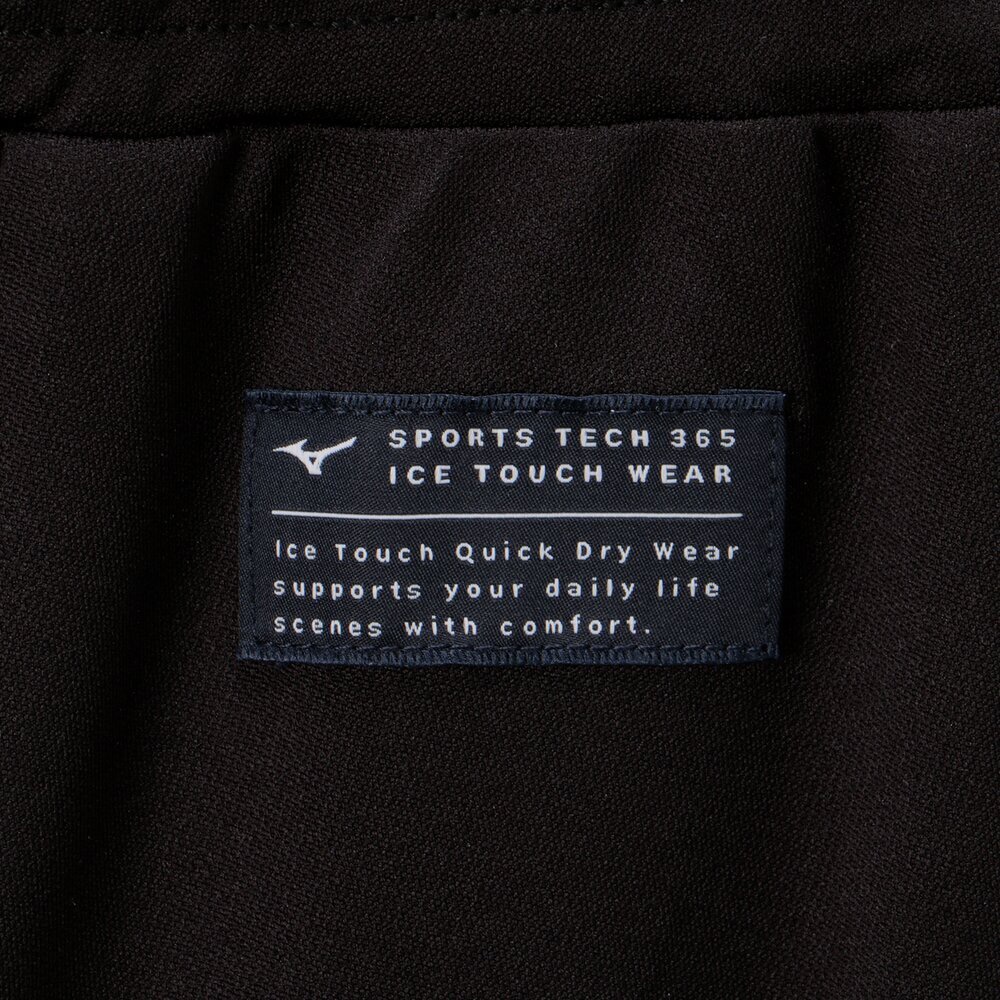 SPORTS TECH 365
ICE TOUCH WEAR
Ice Touch Quick Dry Wear
supports your daily life
scenes with comfort.